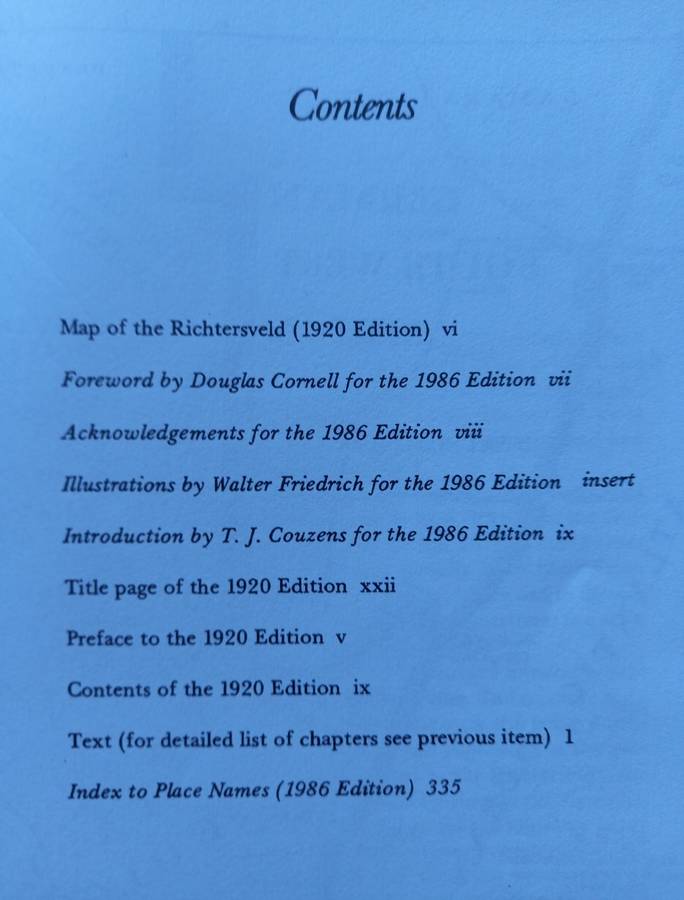 Contents
Map of the Richtersveld (1920 Edition) vi
Foreword by Douglas Cornell for the 1986 Edition vii
Acknowledgements for the 1986 Edition viii
Illustrations by Walter Friedrich for the 1986 Edition insert
Introduction by T. J. Couzens for the 1986 Edition ix
Title page of the 1920 Edition xxii
Preface to the 1920 Edition v
Contents of the 1920 Edition ix
Text (for detailed list of chapters see previous item) 1
Index to Place Names (1986 Edition) 335